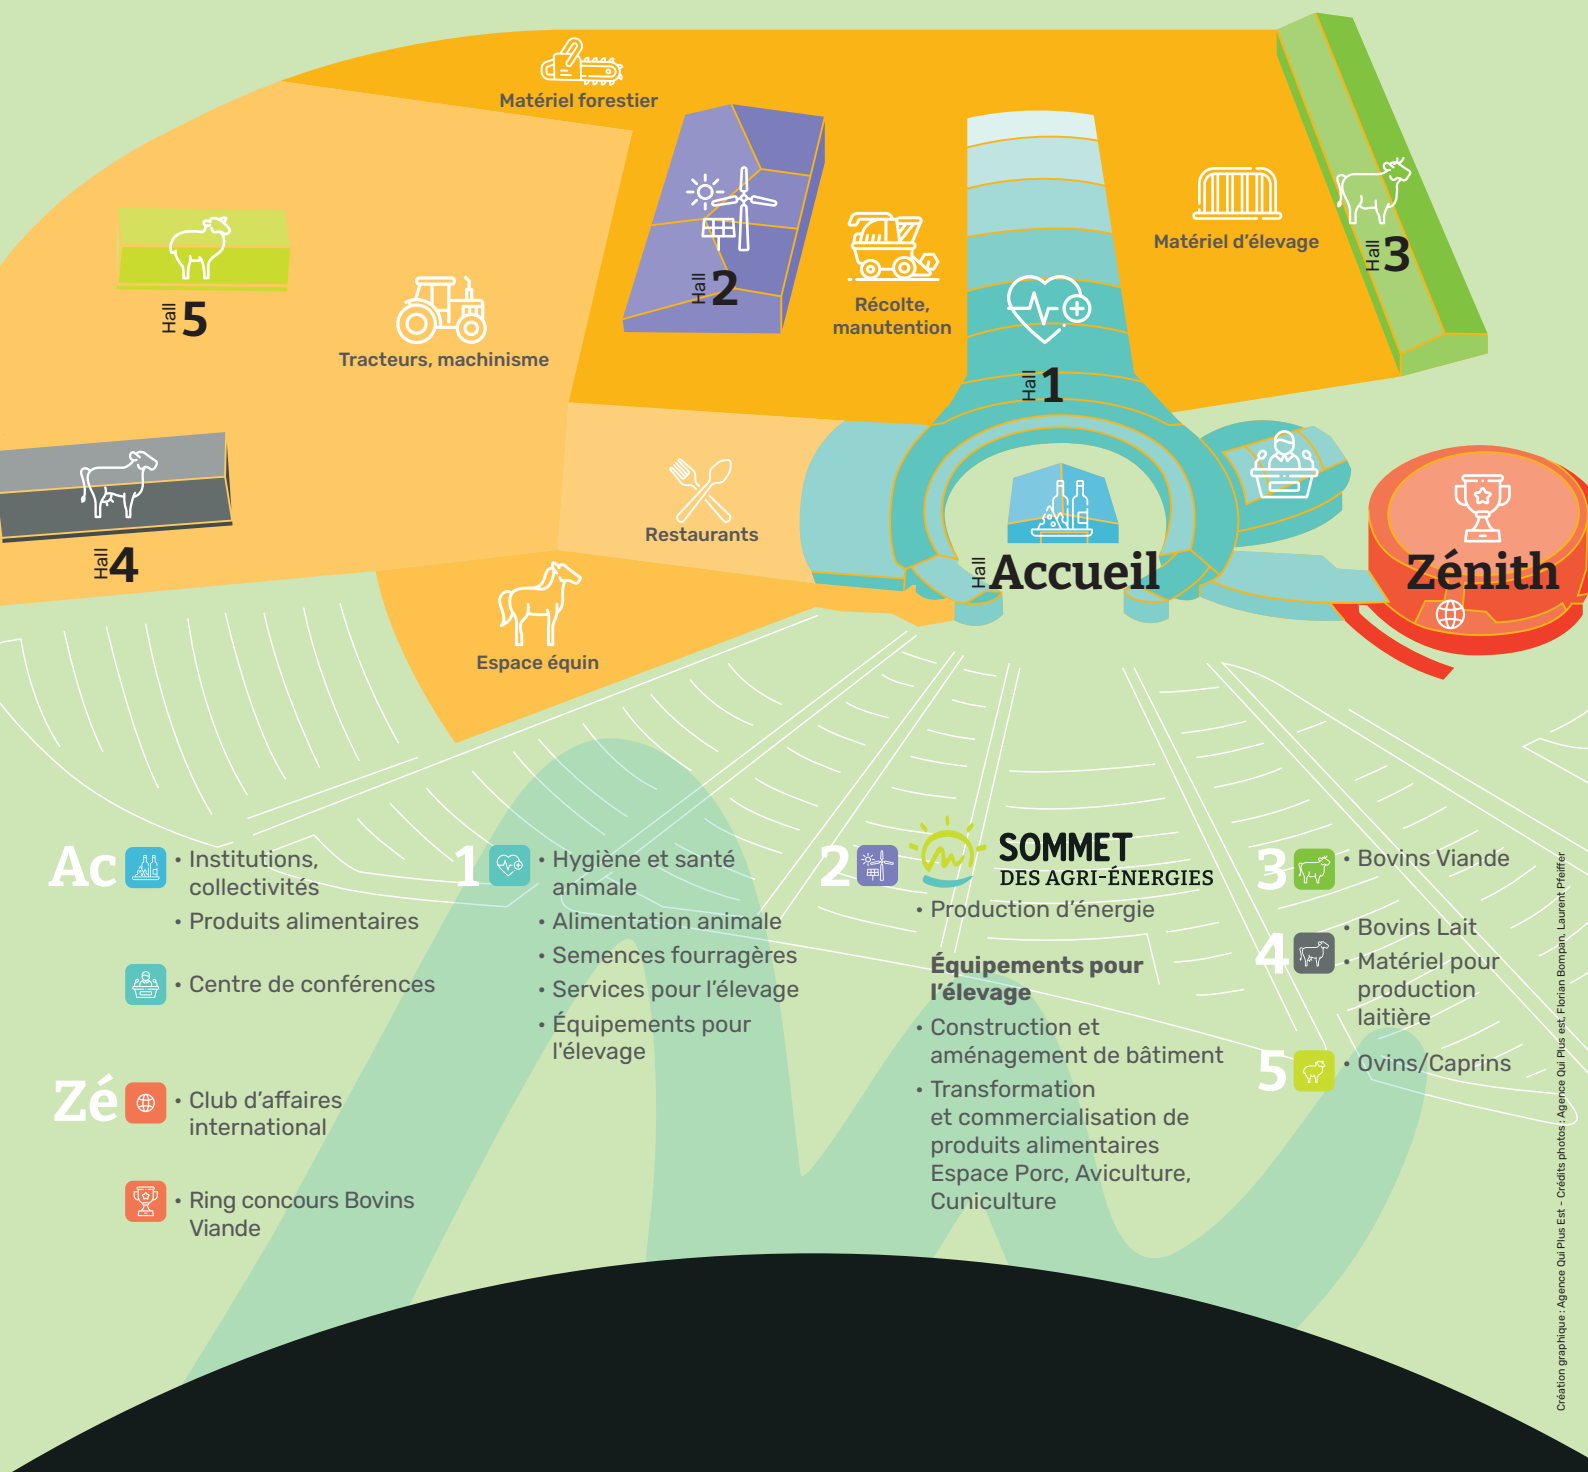 Matériel forestier
Hall 5
Tracteurs, machinisme
Hall 2
Récolte,
manutention
Hall 1
Matériel d’élevage
Hall 3
Hall 4
Restaurants
Espace équin
Hall Accueil
Zénith
Ac
• Institutions,
collectivités
• Produits alimentaires
• Centre de conférences
Zé
• Club d’affaires
international
• Ring concours Bovins
Viande
1
• Hygiène et santé
animale
• Alimentation animale
• Semences fourragères
• Services pour l’élevage
• Équipements pour
l'élevage
2
SOMMET
DES AGRI-ÉNERGIES
• Production d’énergie
Équipements pour
l’élevage
• Construction et
aménagement de bâtiment
• Transformation
et commercialisation de
produits alimentaires
Espace Porc, Aviculture,
Cuniculture
3
• Bovins Viande
4
• Bovins Lait
• Matériel pour
production
laitière
5
• Ovins/Caprins
Création graphique : Agence Qui Plus Est - Crédits photos : Agence Qui Plus est, Florian Bompan, Laurent Pfeiffer